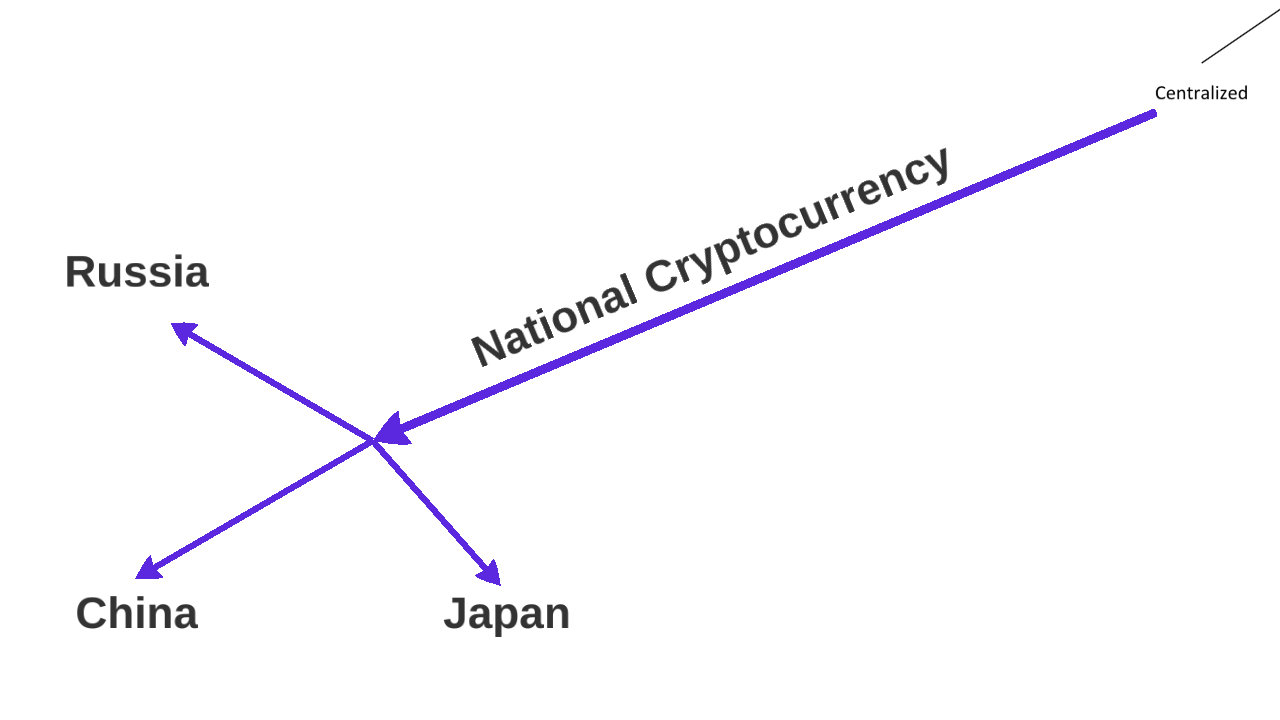 Centralized
National Cryptocurrency
Russia
China
Japan